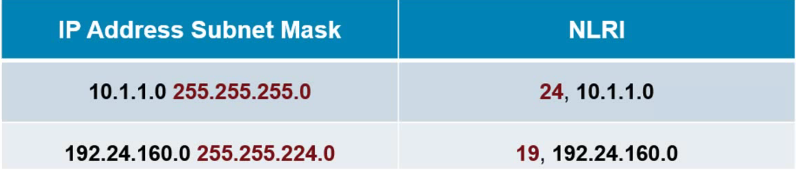 IP Address Subnet Mask NLRI
10.1.1.0 255.255.255.0 24, 10.1.1.0
192.24.160.0 255.255.224.0 19, 192.24.160.0